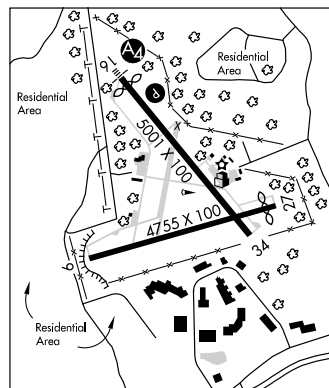 A4
16
P
Residential
Area
Residential
Area
5001 X 100
X
4755 X 100
27
34
9
Residential
Area